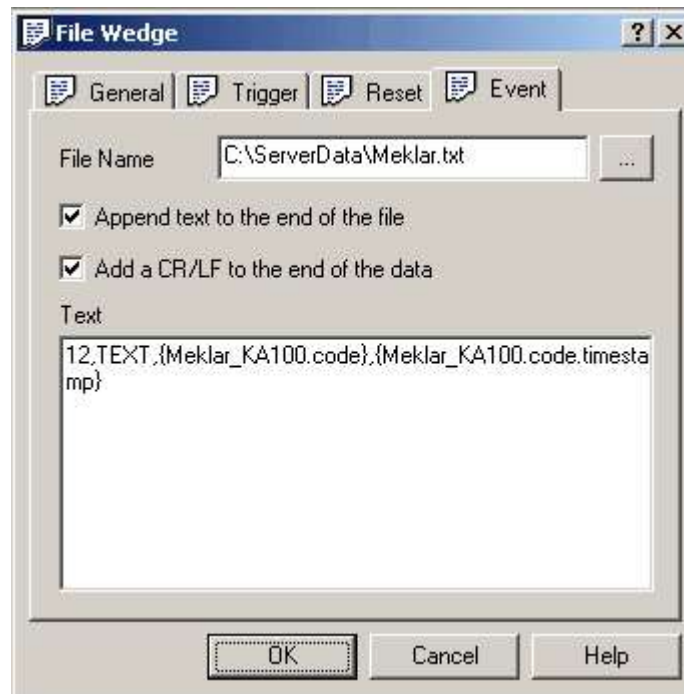 File Wedge
General Trigger Reset Event
File Name C:\ServerData\Meklar.txt ...
Append text to the end of the file
Add a CR/LF to the end of the data
Text
12,TEXT,{Meklar_KA100.code},{Meklar_KA100.code.timesta
mp}
OK Cancel Help